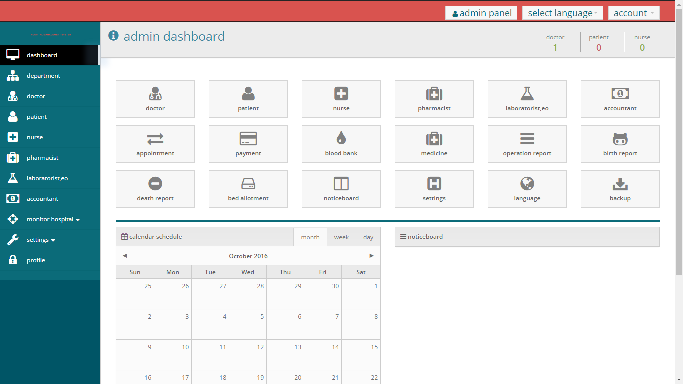 admin panel select language account
dashboard
department
doctor
patient
nurse
pharmacist
laboratorist,eo
accountant
monitor hospital
settings
profile
admin dashboard
doctor patient nurse
1 0 0
doctor patient nurse pharmacist laboratorist,eo accountant
appointment payment blood bank medicine operation report birth report
death report bed allotment noticeboard settings language backup
calendar schedule month week day
noticeboard
October 2016
Sun Mon Tue Wed Thu Fri Sat
25 26 27 28 29 30 1
2 3 4 5 6 7 8
9 10 11 12 13 14 15
16 17 18 19 20 21 22